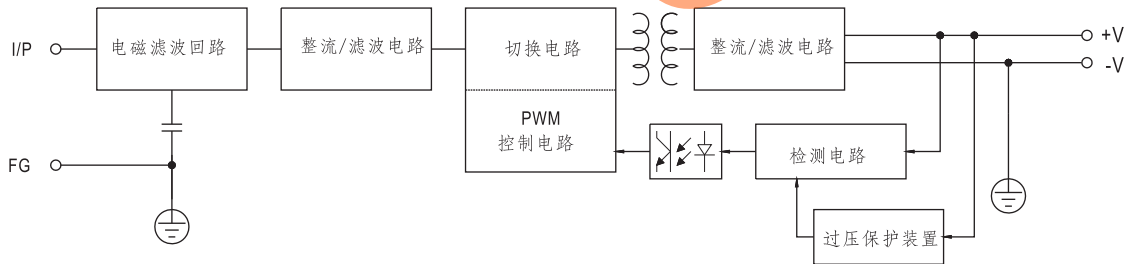 I/P
电磁滤波回路
整流/滤波电路
切换电路
整流/滤波电路
+V
-V
PWM
控制电路
检测电路
FG
过压保护装置